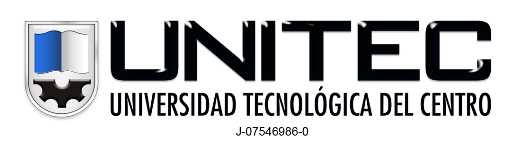 UNITEC
UNIVERSIDAD TECNOLÓGICA DEL CENTRO
J-07546986-0